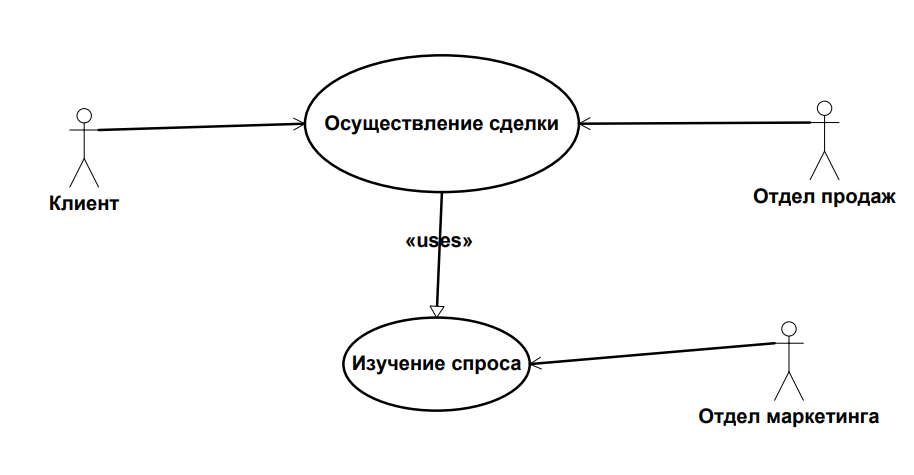 Осуществление сделки
Клиент
Отдел продаж
«uses»
Изучение спроса
Отдел маркетинга